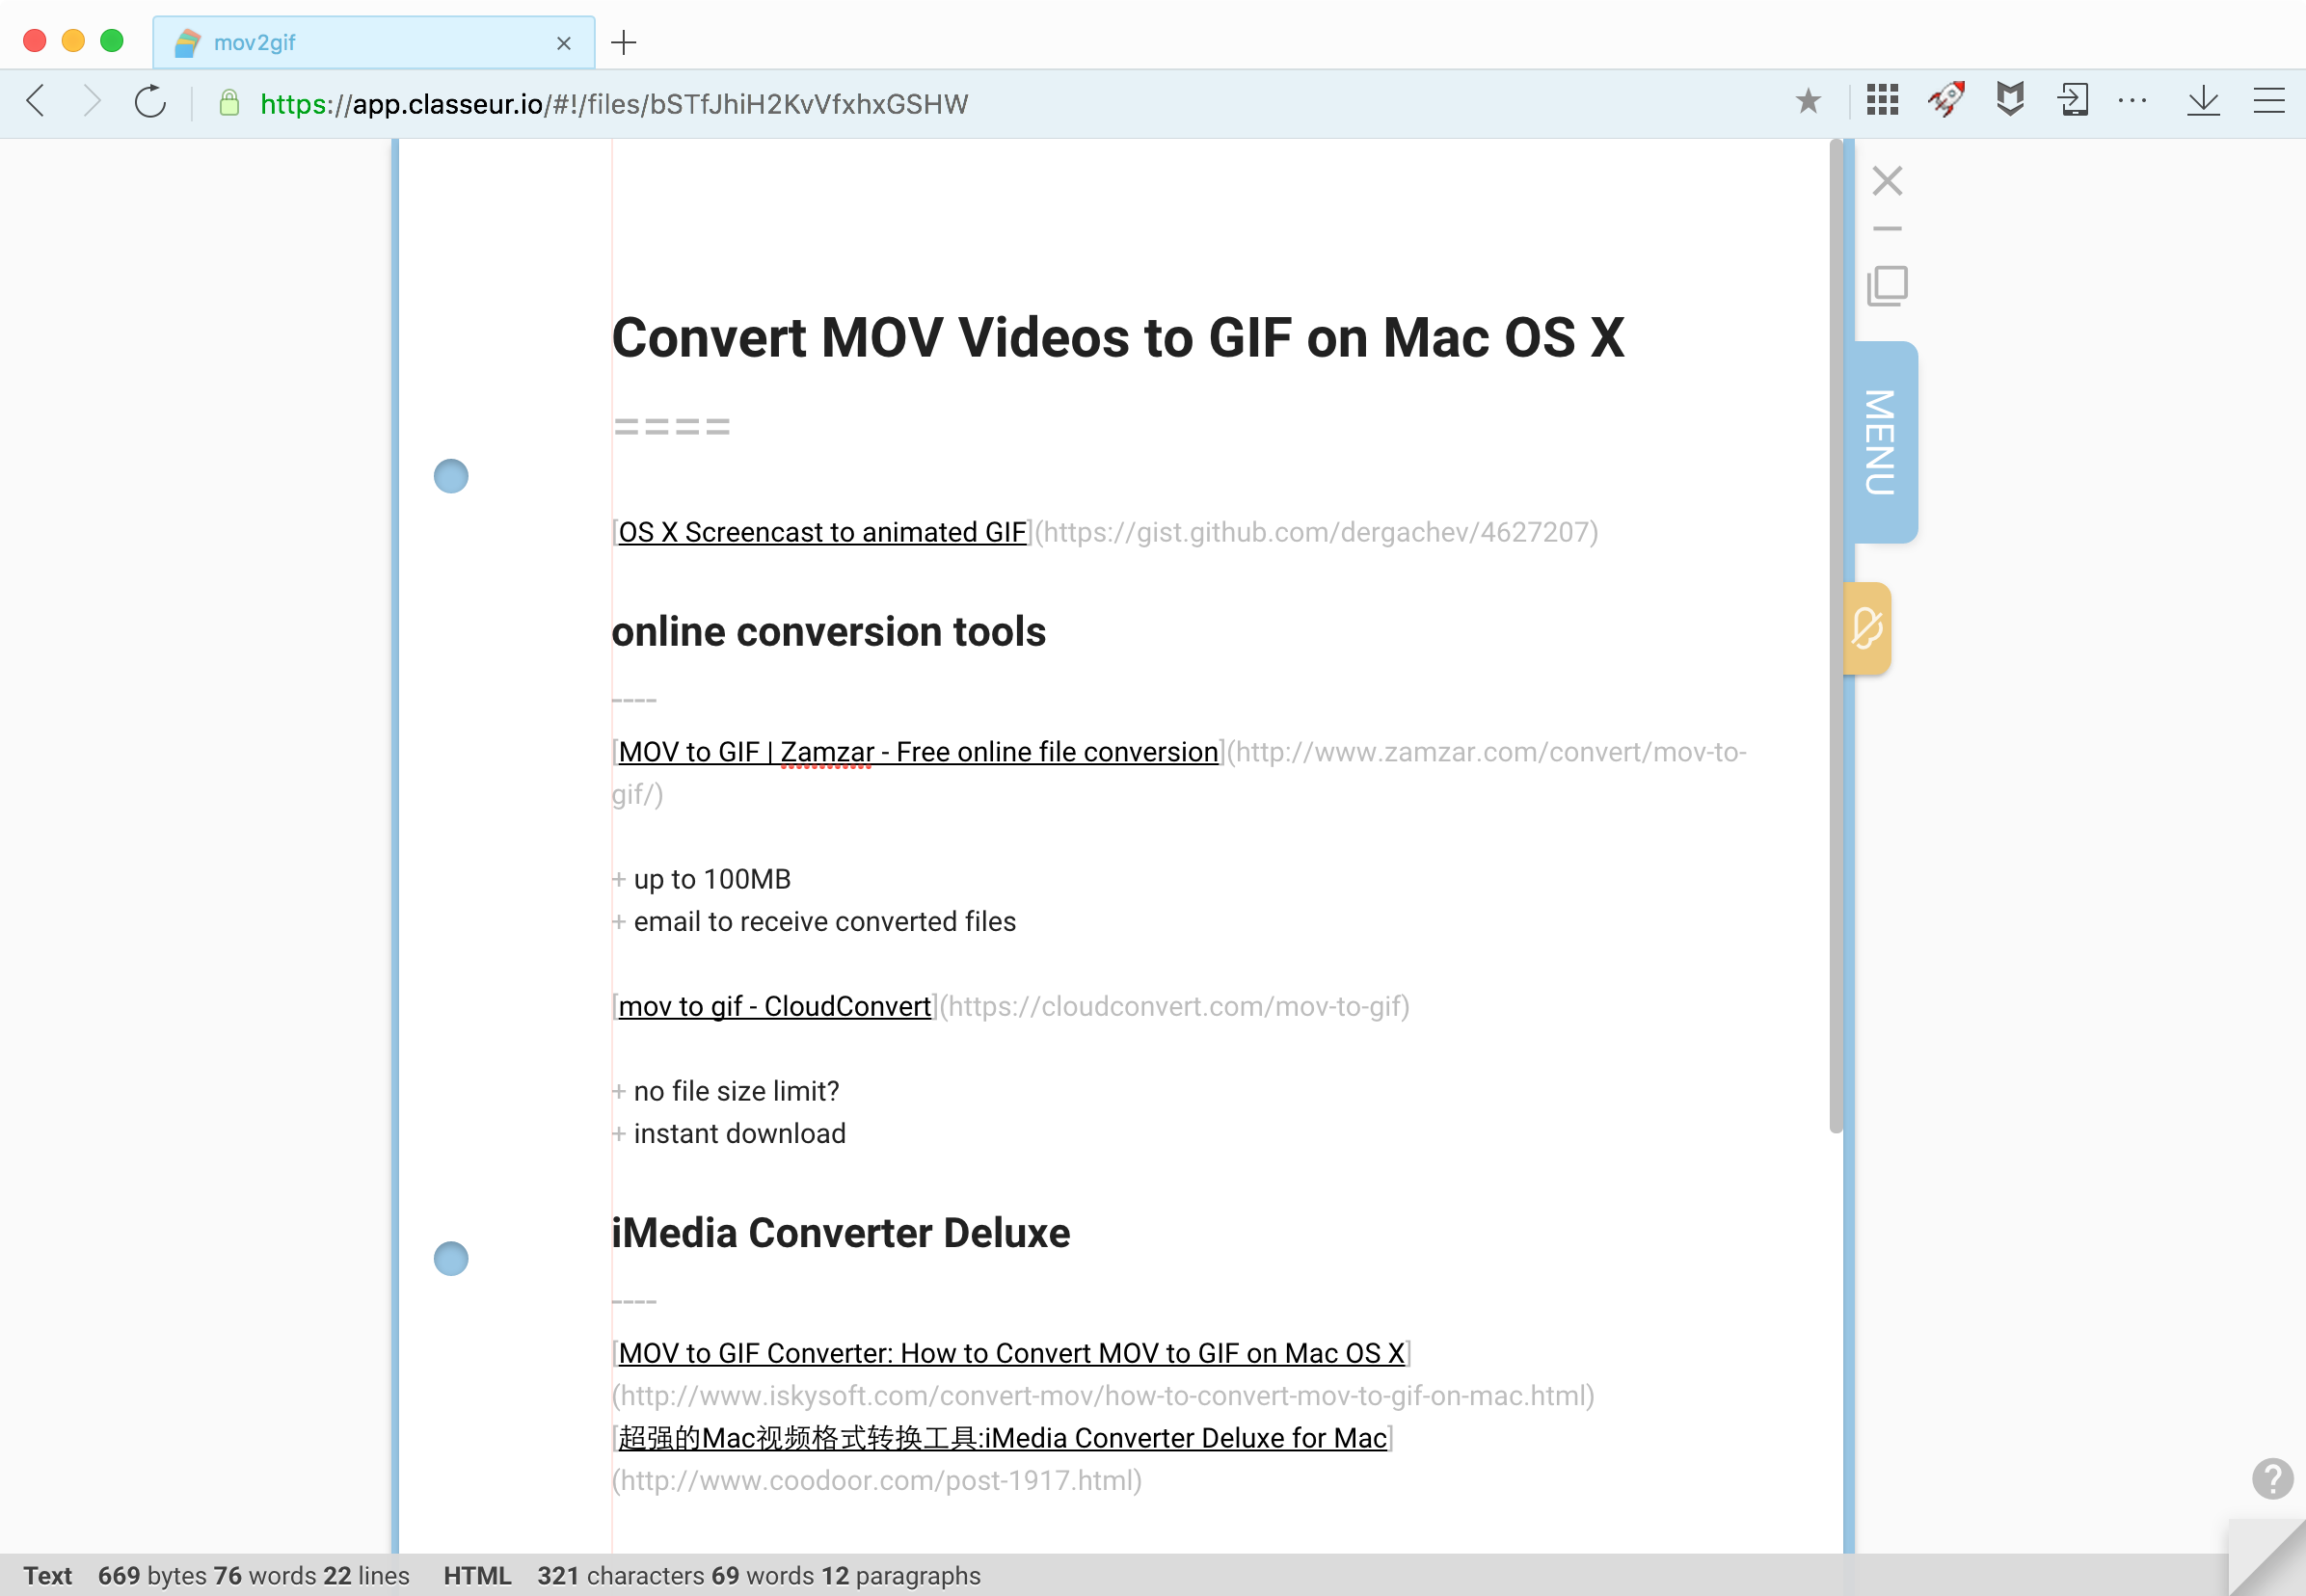 mov2gif
https://app.classeur.io/#!/files/bSTfJhiH2KvVfxhxGSHW
Convert MOV Videos to GIF on Mac OS X
====
MENU
[OS X Screencast to animated GIF](https://gist.github.com/dergachev/4627207)
online conversion tools
----
[MOV to GIF | Zamzar - Free online file conversion](http://www.zamzar.com/convert/mov-to-
gif/)
+ up to 100MB
+ email to receive converted files
[mov to gif - CloudConvert](https://cloudconvert.com/mov-to-gif)
+ no file size limit?
+ instant download
iMedia Converter Deluxe
----
[MOV to GIF Converter: How to Convert MOV to GIF on Mac OS X]
(http://www.iskysoft.com/convert-mov/how-to-convert-mov-to-gif-on-mac.html)
[超强的Mac视频格式转换工具:iMedia Converter Deluxe for Mac]
(http://www.coodoor.com/post-1917.html)
Text 669 bytes 76 words 22 lines HTML 321 characters 69 words 12 paragraphs